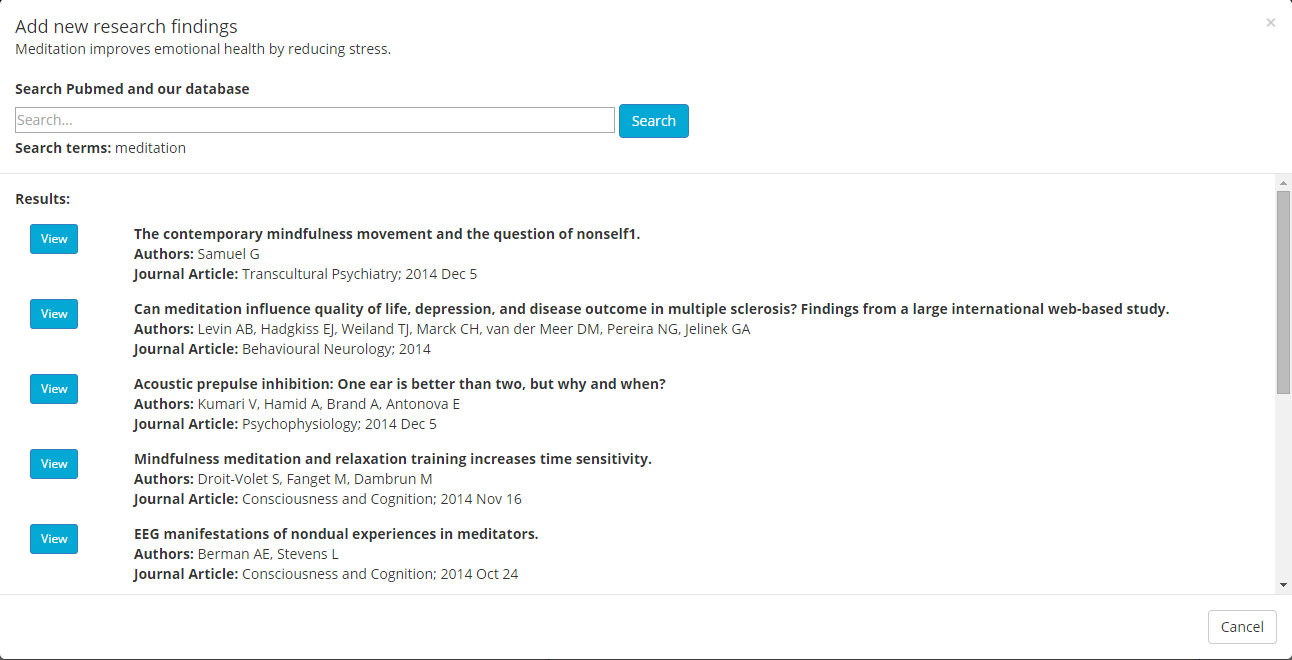 Add new research findings
×
Meditation improves emotional health by reducing stress.
Search Pubmed and our database
Search...
Search
Search terms: meditation
Results:
View
The contemporary mindfulness movement and the question of nonself1.
Authors: Samuel G
Journal Article: Transcultural Psychiatry; 2014 Dec 5
View
Can meditation influence quality of life, depression, and disease outcome in multiple sclerosis? Findings from a large international web-based study.
Authors: Levin AB, Hadgkiss EJ, Weiland TJ, Marck CH, van der Meer DM, Pereira NG, Jelinek GA
Journal Article: Behavioural Neurology; 2014
View
Acoustic prepulse inhibition: One ear is better than two, but why and when?
Authors: Kumari V, Hamid A, Brand A, Antonova E
Journal Article: Psychophysiology; 2014 Dec 5
View
Mindfulness meditation and relaxation training increases time sensitivity.
Authors: Droit-Volet S, Fanget M, Dambrun M
Journal Article: Consciousness and Cognition; 2014 Nov 16
View
EEG manifestations of nondual experiences in meditators.
Authors: Berman AE, Stevens L
Journal Article: Consciousness and Cognition; 2014 Oct 24
Cancel